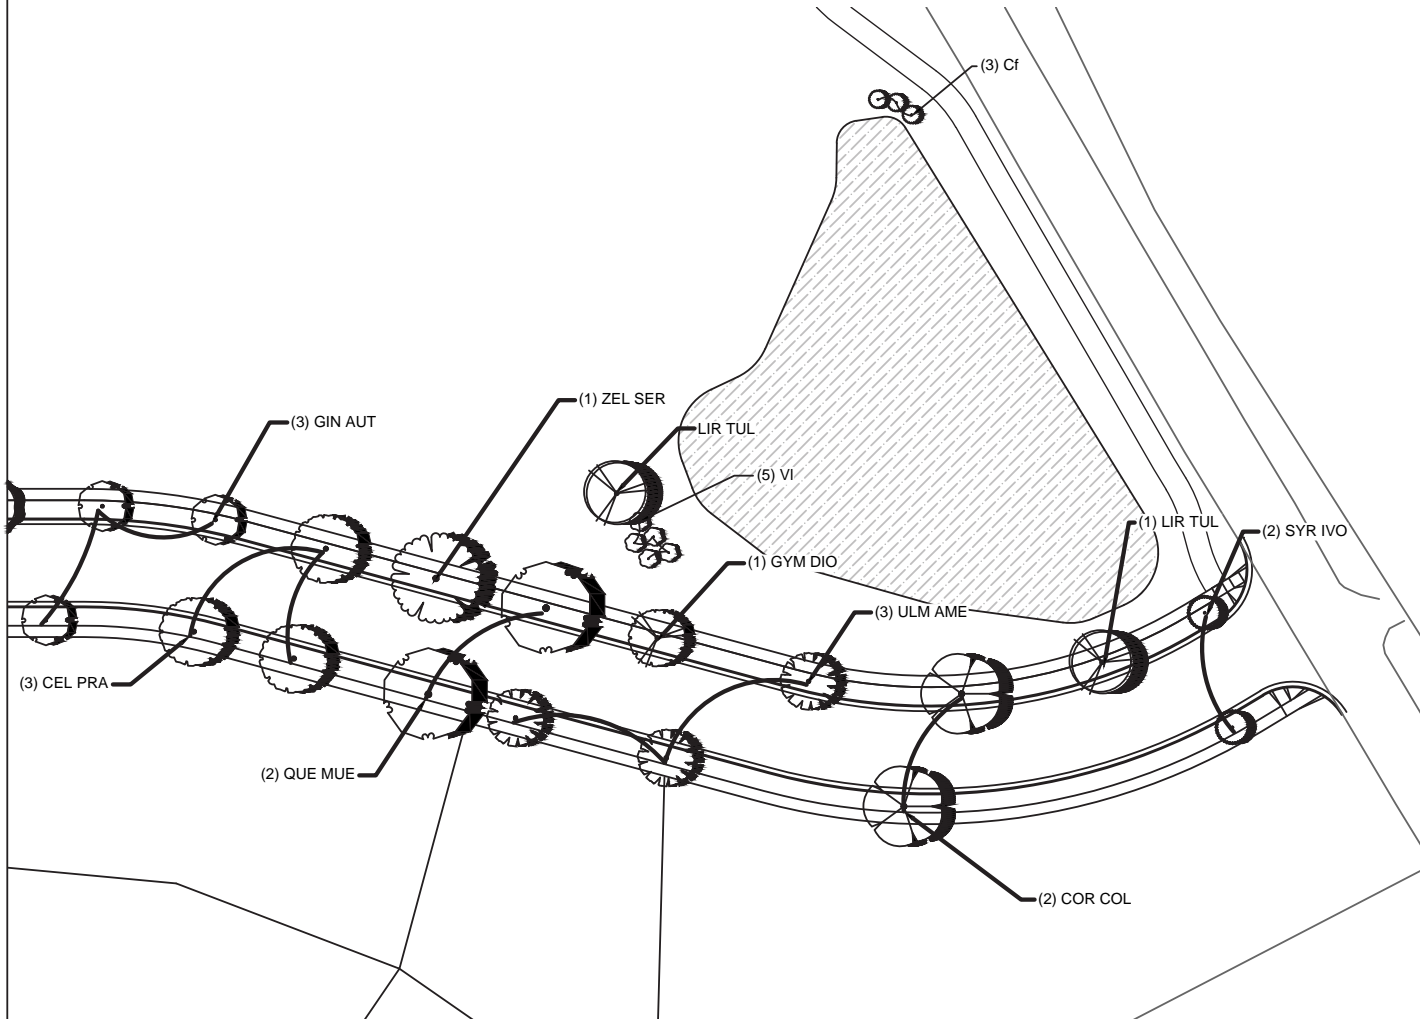 (3) Cf
(1) ZEL SER
(3) GIN AUT
LIR TUL
(5) VI
(1) LIR TUL
(2) SYR IVO
(1) GYM DIO
(3) ULM AME
(3) CEL PRA
(2) QUE MUE
(2) COR COL